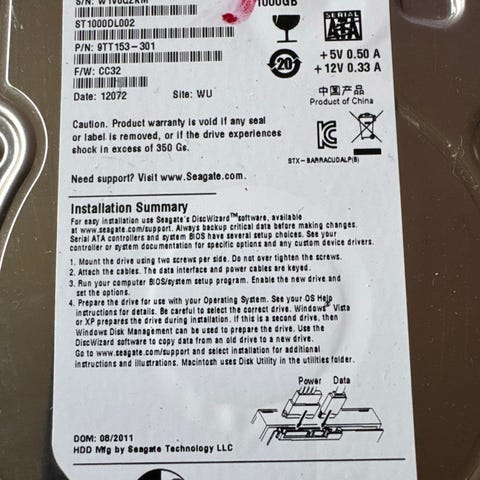 1000GB
ST1000DL002
P/N: 9TT153-301
F/W: CC32
Date: 12072 Site: WU
SERIAL
ATA
20
+5V 0.50 A
+12V 0.33 A
中国产品
Product of China
Caution. Product warranty is void if any seal
or label is removed, or if the drive experiences
shock in excess of 350 Gs.
STX-BARRACUDALP(B)
Need support? Visit www.Seagate.com.
Installation Summary
For easy installation use Seagate's DiscWizard™software, available
at www.seagate.com/support. Always backup critical data before making changes.
Serial ATA controllers and system BIOS have several setup choices. See your
controller or system documentation for specific options and any custom device drivers.
1. Mount the drive using two screws per side. Do not over tighten the screws.
2. Attach the cables. The data interface and power cables are keyed.
3. Run your computer BIOS/system setup program. Enable the new drive and
set the options.
4. Prepare the drive for use with your Operating System. See your OS Help
instructions for details. Be careful to select the correct drive. Windows® Vista
or XP prepares the drive during installation. If this is a second drive, then
Windows Disk Management can be used to prepare the drive. Use the
DiscWizard software to copy data from an old drive to a new drive.
Go to www.seagate.com/support and select installation for additional
instructions and illustrations. Macintosh uses Disk Utility in the utilities folder.
Power Data
DOM: 08/2011
HDD Mfg by Seagate Technology LLC